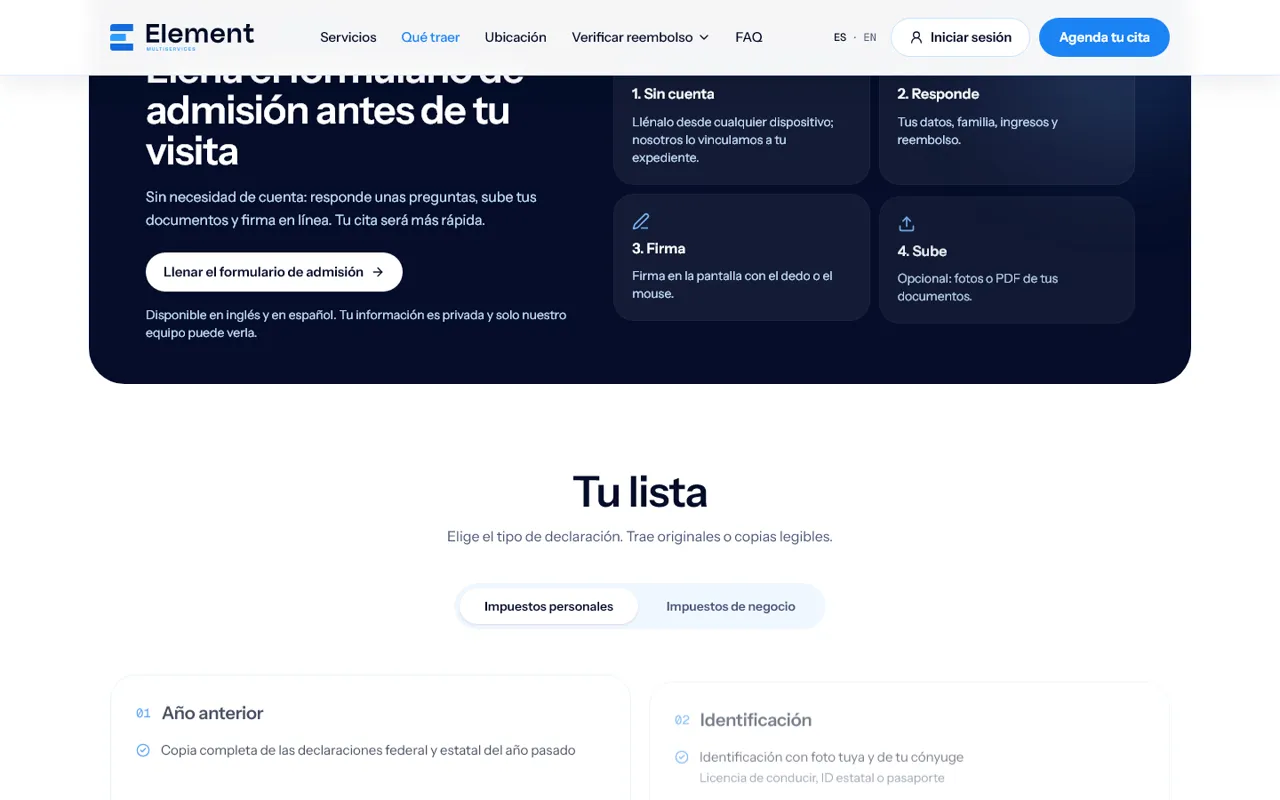 Element
MULTISERVICES
Servicios
Qué traer
Ubicación
Verificar reembolso
FAQ
ES · EN
Iniciar sesión
Agenda tu cita
Llena el formulario de
admisión antes de tu
visita
Sin necesidad de cuenta: responde unas preguntas, sube tus
documentos y firma en línea. Tu cita será más rápida.
Llenar el formulario de admisión →
Disponible en inglés y en español. Tu información es privada y solo nuestro
equipo puede verla.
1. Sin cuenta
Llénalo desde cualquier dispositivo;
nosotros lo vinculamos a tu
expediente.
2. Responde
Tus datos, familia, ingresos y
reembolso.
3. Firma
Firma en la pantalla con el dedo o el
mouse.
4. Sube
Opcional: fotos o PDF de tus
documentos.
Tu lista
Elige el tipo de declaración. Trae originales o copias legibles.
Impuestos personales
Impuestos de negocio
01 Año anterior
Copia completa de las declaraciones federal y estatal del año pasado
02 Identificación
Identificación con foto tuya y de tu cónyuge
Licencia de conducir, ID estatal o pasaporte